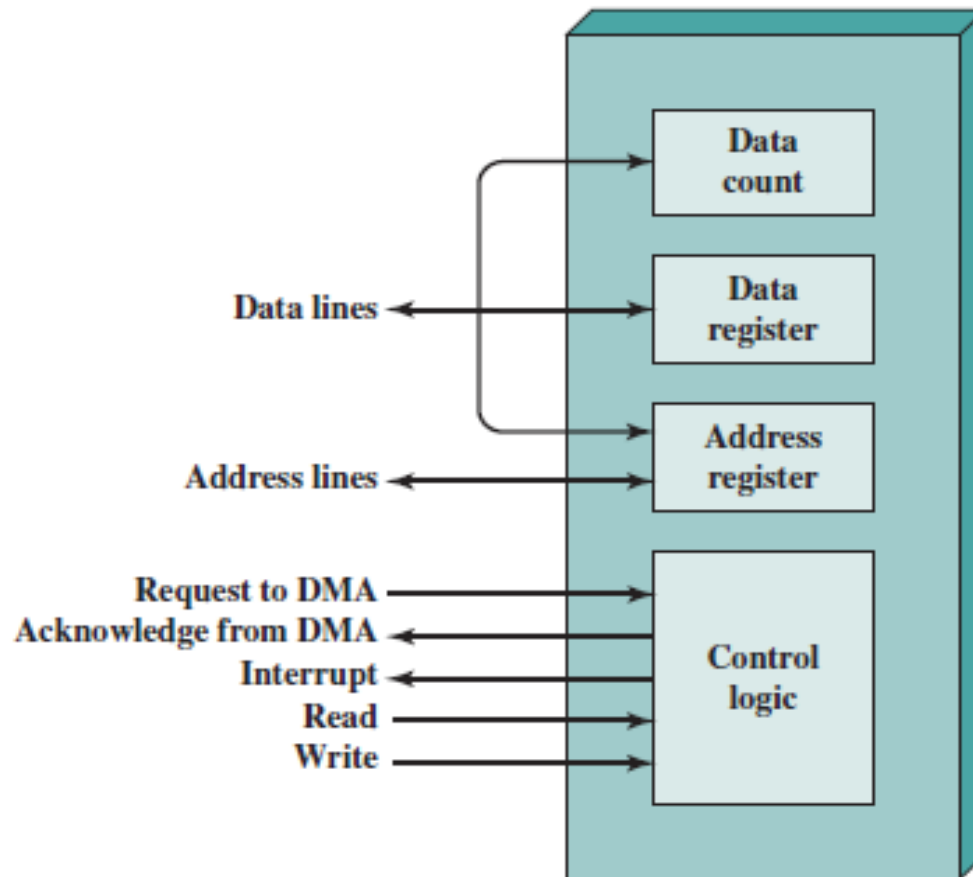 Data
count
Data lines
Data
register
Address lines
Address
register
Request to DMA
Acknowledge from DMA
Interrupt
Read
Write
Control
logic